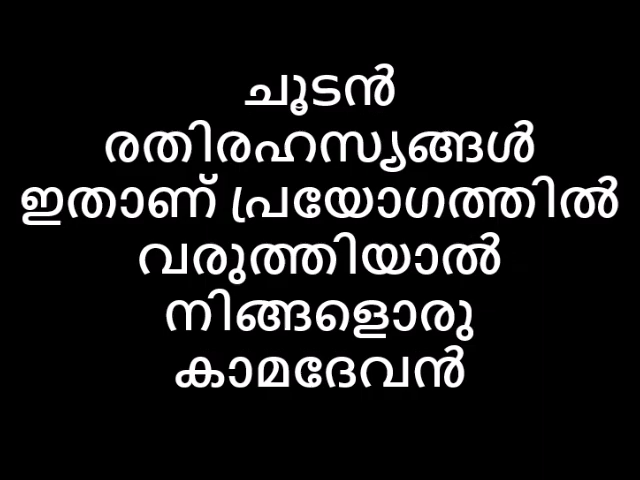 ചൂടൻ
രതിരഹസ്യങ്ങൾ
ഇതാണ് പ്രയോഗത്തിൽ
വരുത്തിയാൽ
നിങ്ങളൊരു
കാമദേവൻ